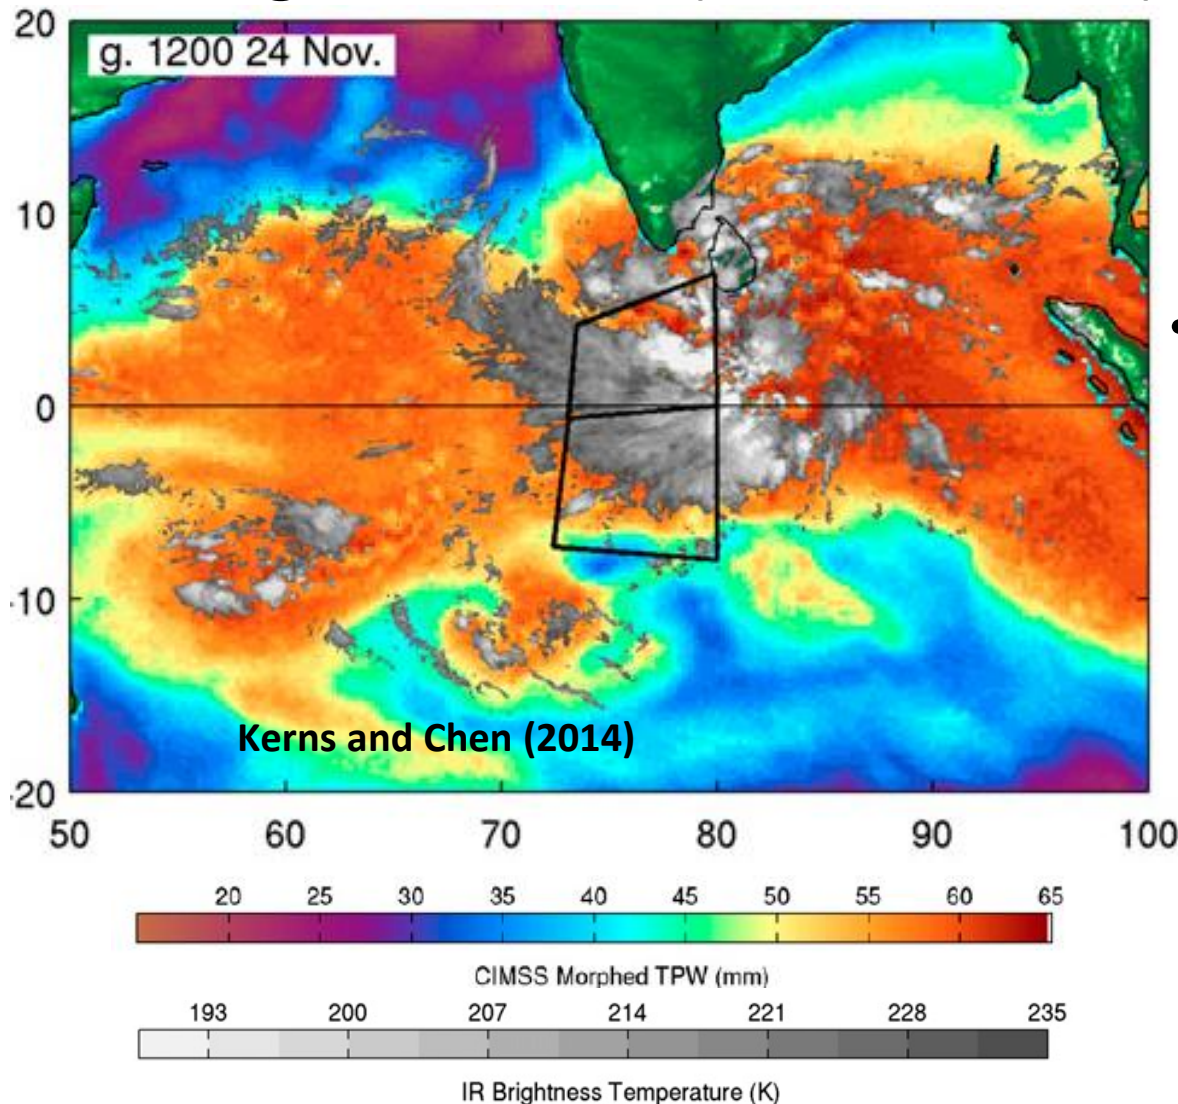 20
g. 1200 24 Nov.
10
0
-10
Kerns and Chen (2014)
-20
50 60 70 80 90 100
20 25 30 35 40 45 50 55 60 65
CIMSS Morphed TPW (mm)
193 200 207 214 221 228 235
IR Brightness Temperature (K)